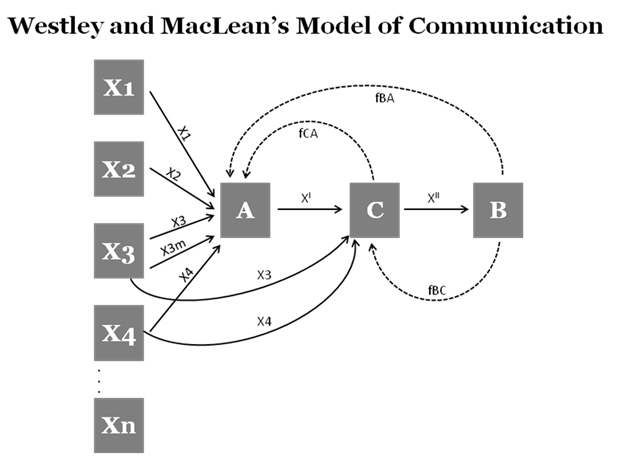 Westley and MacLean's Model of Communication
X1
X2
X3
X4
Xn
X1
X2
X3
X3m
X4
X3
X4
A
C
B
X^I
X^II
fBA
fCA
fBC